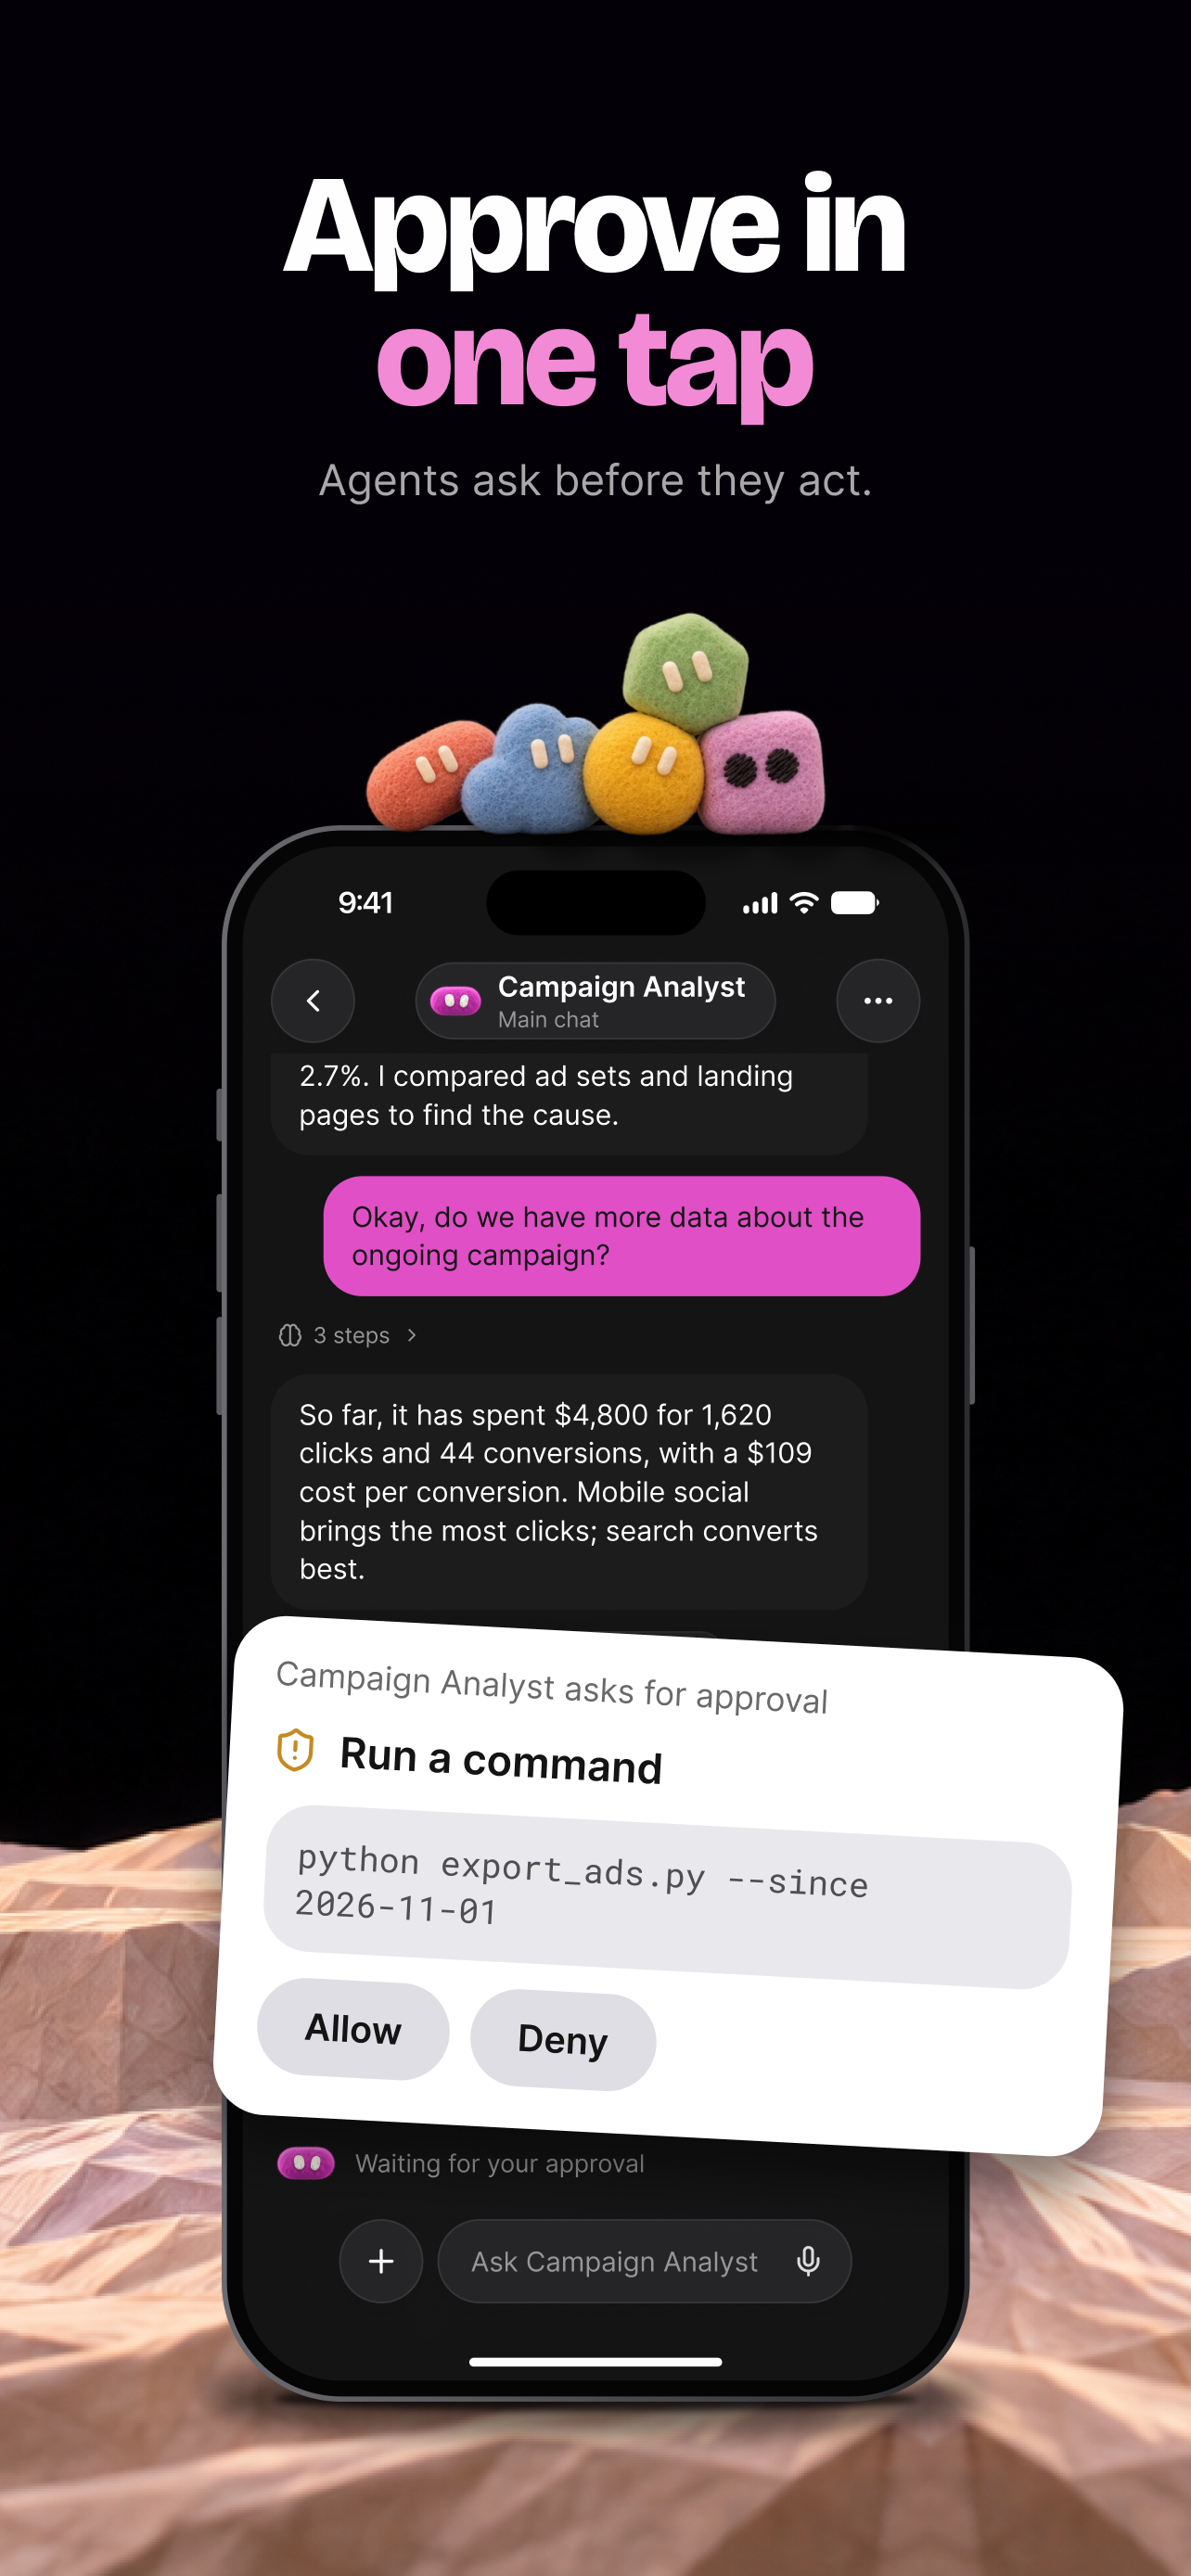 Approve in
one tap
Agents ask before they act.
9:41
Campaign Analyst
Main chat
2.7%. I compared ad sets and landing
pages to find the cause.
Okay, do we have more data about the
ongoing campaign?
3 steps
So far, it has spent $4,800 for 1,620
clicks and 44 conversions, with a $109
cost per conversion. Mobile social
brings the most clicks; search converts
best.
Campaign Analyst asks for approval
Run a command
python export_ads.py --since
2026-11-01
Allow
Deny
Waiting for your approval
Ask Campaign Analyst